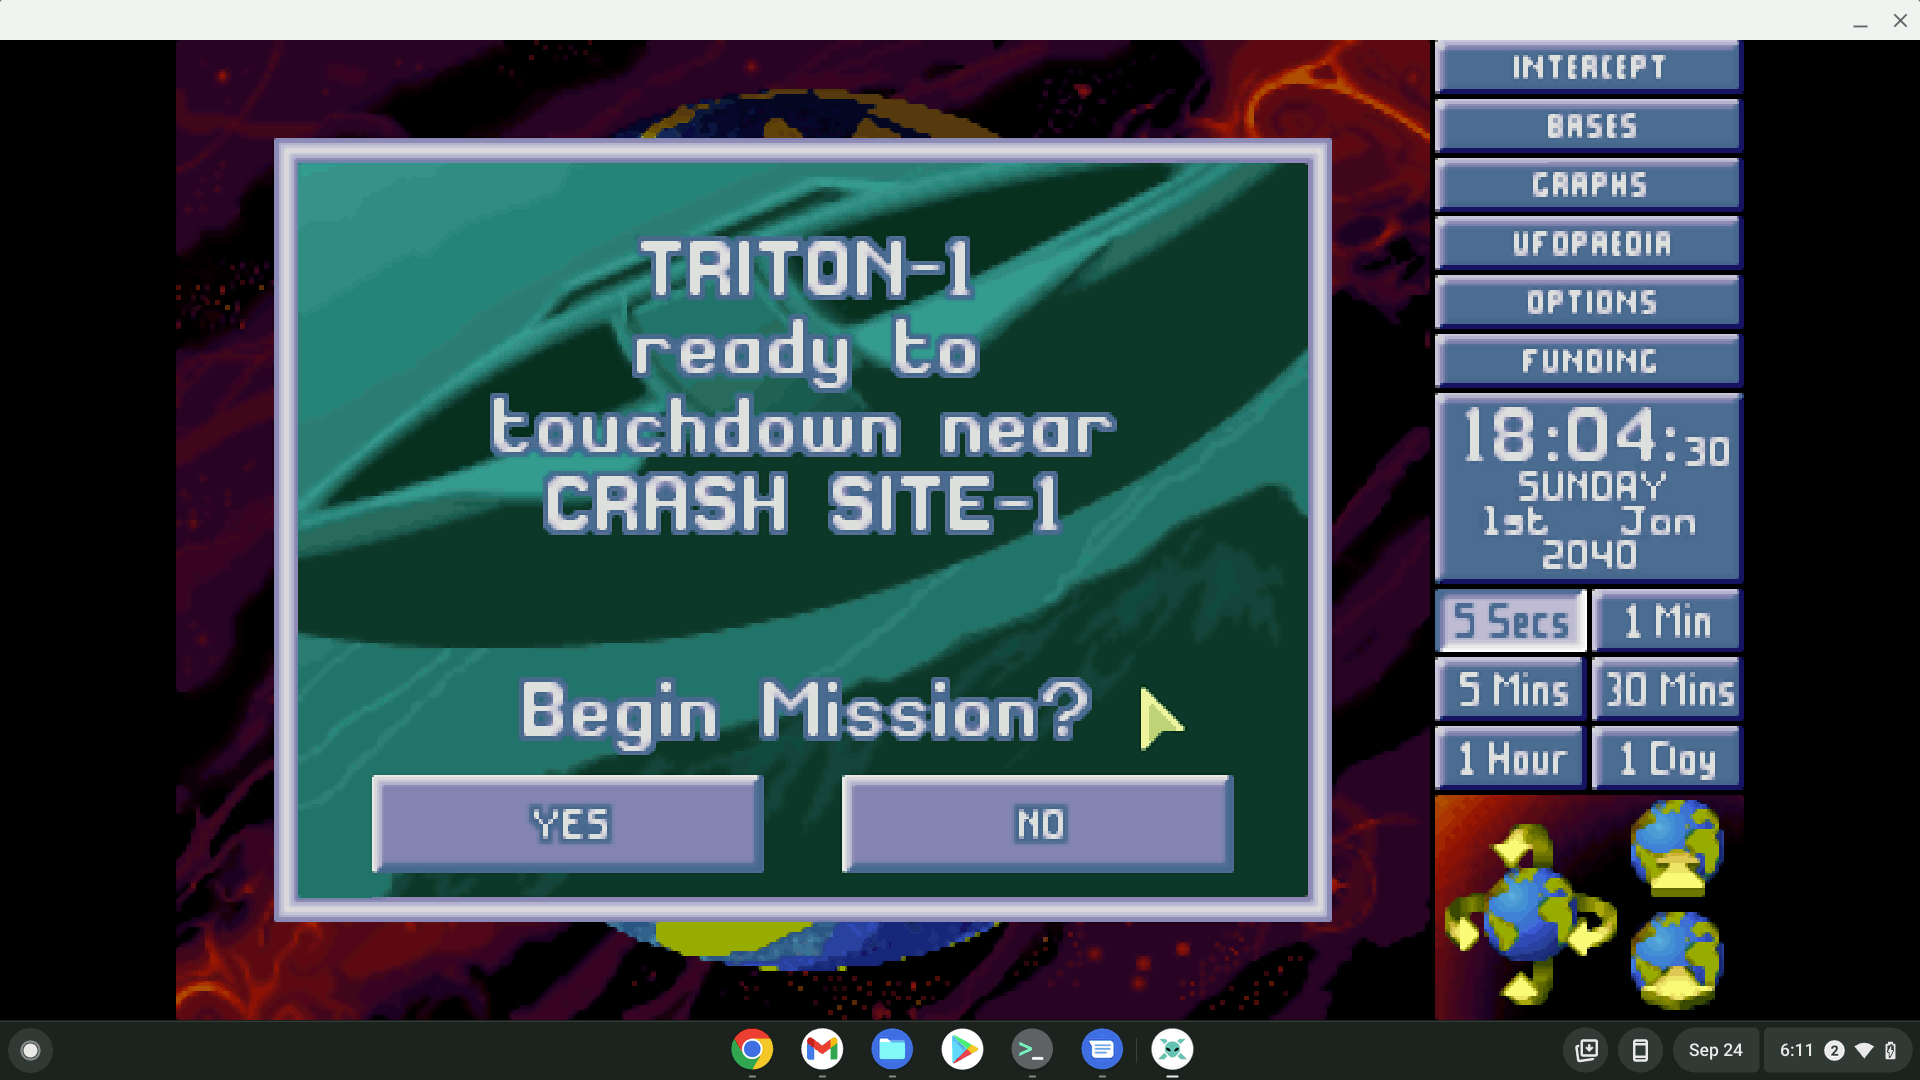 TRITON-1
ready to
touchdown near
CRASH SITE-1
Begin Mission?
YES
NO
INTERCEPT
BASES
GRAPHS
UFOPAEDIA
OPTIONS
FUNDING
18:04:30
SUNDAY
1st Jan
2040
5 Secs
1 Min
5 Mins
30 Mins
1 Hour
1 Day
Sep 24
6:11
2